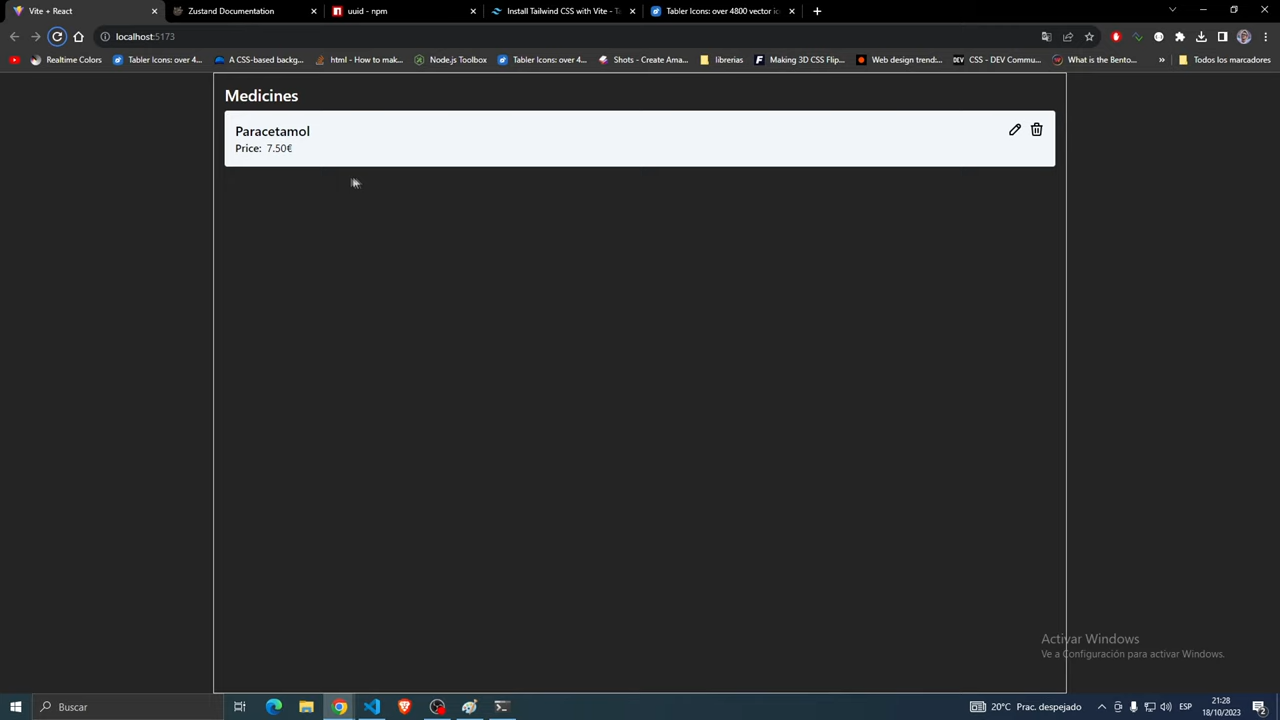 Vite + React
Zustand Documentation
uuid - npm
Install Tailwind CSS with Vite - Ta
Tabler Icons: over 4800 vector ico
localhost:5173
Realtime Colors
Tabler Icons: over 4...
A CSS-based backg...
html - How to mak...
Node.js Toolbox
Tabler Icons: over 4...
Shots - Create Ama...
librerias
Making 3D CSS Flip...
Web design trend:...
DEV
CSS - DEV Commu...
What is the Bento...
»
Todos los marcadores
Medicines
Paracetamol
Price: 7.50€
Activar Windows
Ve a Configuración para activar Windows.
Buscar
20°C Prac. despejado
ESP
21:28
18/10/2023
2